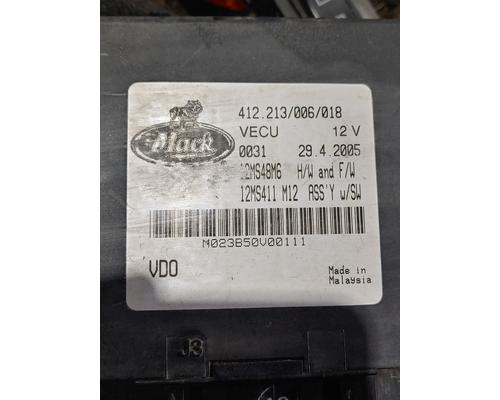 Mack
412.213/006/018
VECU 12 V
0031 29.4.2005
12MS48M6 H/W and F/W
12MS411 M12 ASS'Y w/SW
N023B50V00111
VDO
Made in
Malaysia
J3